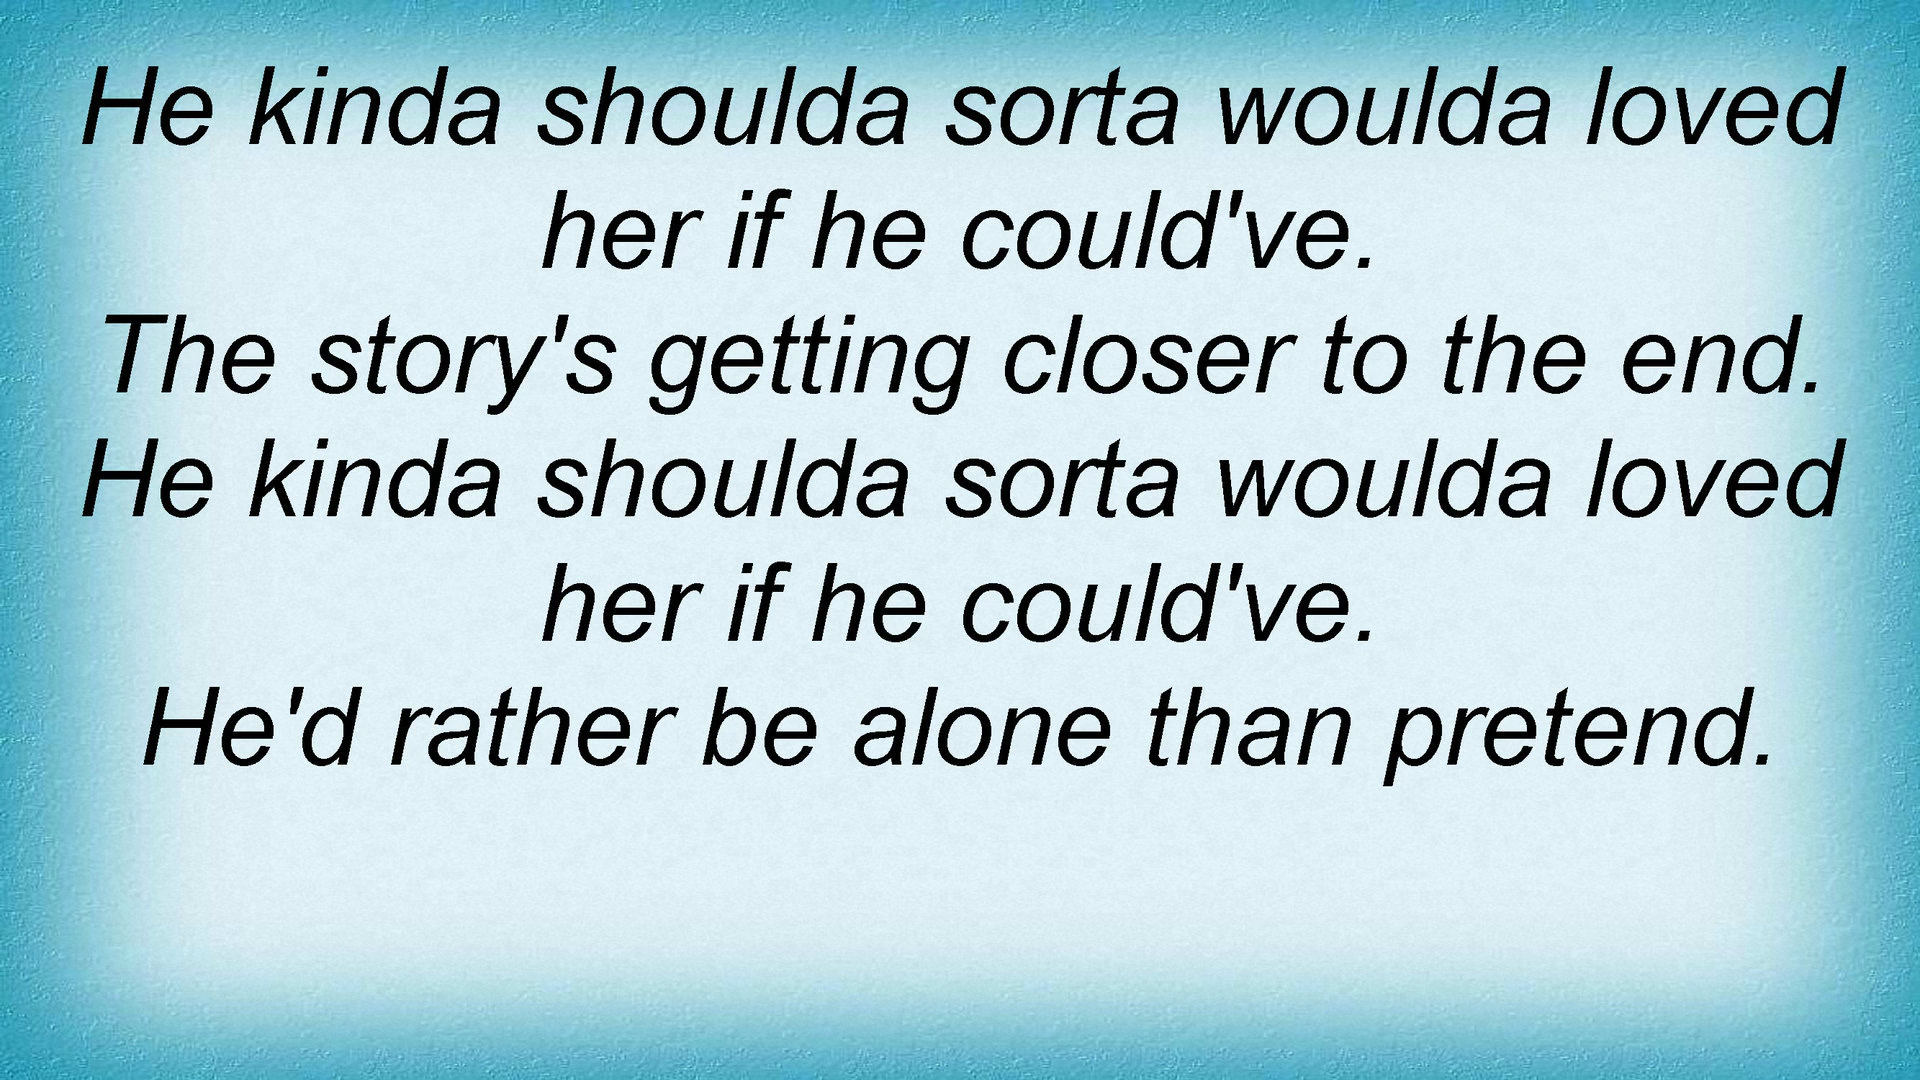 He kinda shoulda sorta woulda loved
her if he could've.
The story's getting closer to the end.
He kinda shoulda sorta woulda loved
her if he could've.
He'd rather be alone than pretend.